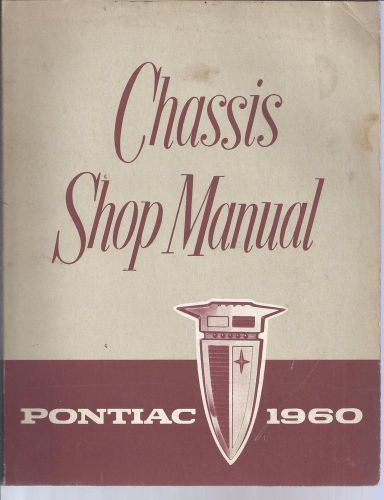 Chassis
Shop Manual
PONTIAC 1960